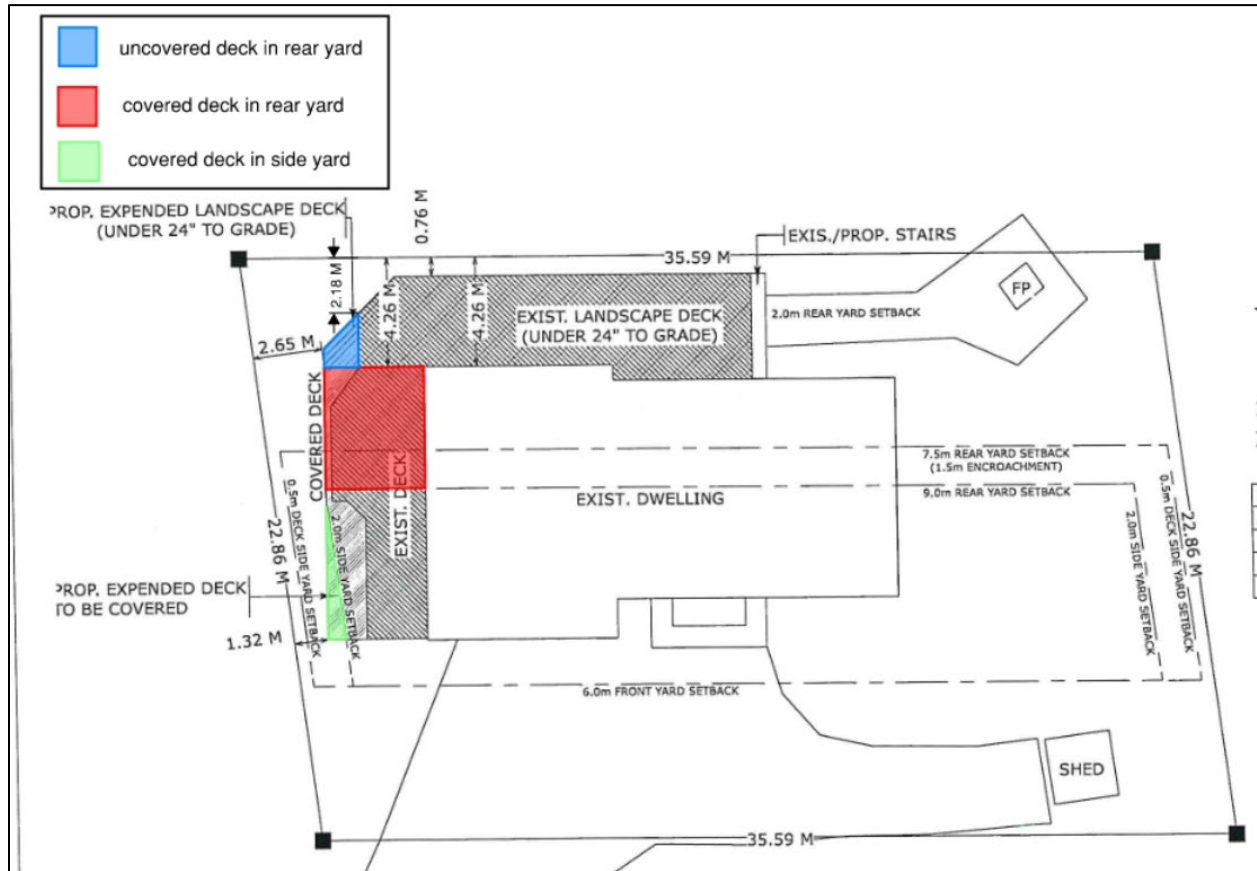 uncovered deck in rear yard
covered deck in rear yard
covered deck in side yard
PROP. EXPENDED LANDSCAPE DECK
(UNDER 24" TO GRADE)
0.76 M
EXIS./PROP. STAIRS
35.59 M
2.18 M
4.26 M
4.26 M
EXIST. LANDSCAPE DECK
(UNDER 24" TO GRADE)
2.0m REAR YARD SETBACK
FP
2.65 M
COVERED DECK
EXIST. DECK
7.5m REAR YARD SETBACK
(1.5m ENCROACHMENT)
9.0m REAR YARD SETBACK
EXIST. DWELLING
0.5m DECK SIDE YARD SETBACK
2.0m SIDE YARD SETBACK
22.86 M
2.0m SIDE YARD SETBACK
0.5m DECK SIDE YARD SETBACK
22.86 M
PROP. EXPENDED DECK
TO BE COVERED
1.32 M
6.0m FRONT YARD SETBACK
SHED
35.59 M